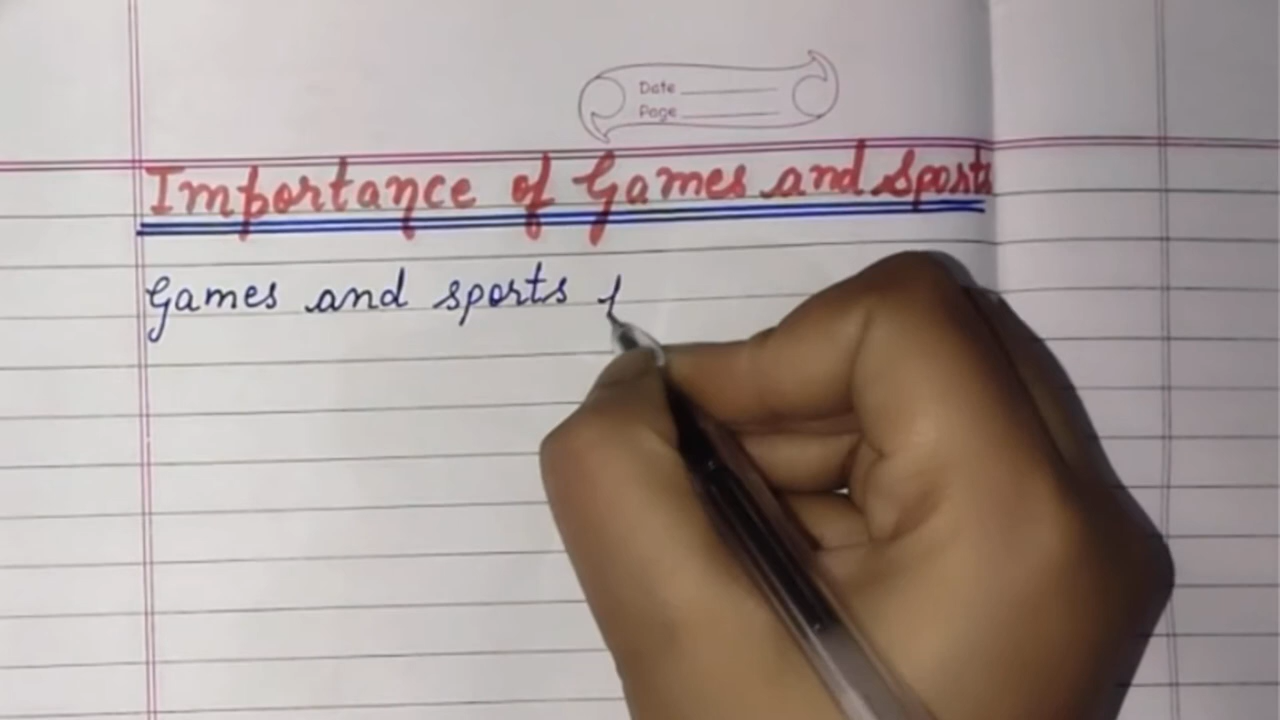 Date
Page
Importance of Games and Sports
Games and sports